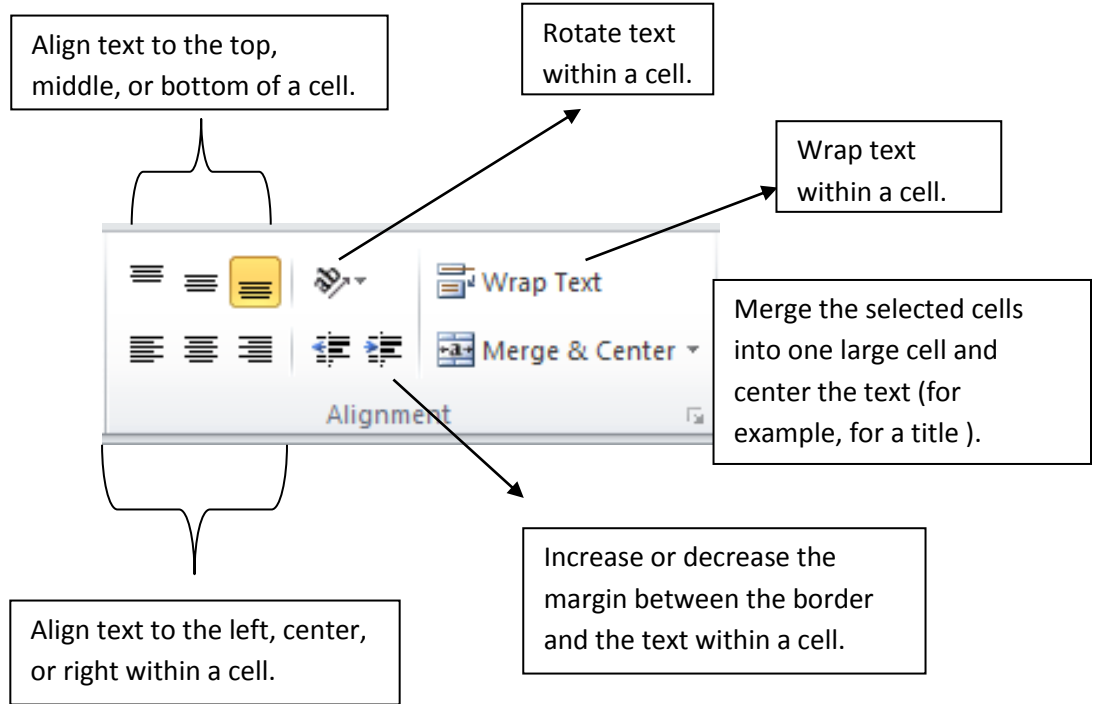 Align text to the top,
middle, or bottom of a cell.
Rotate text
within a cell.
Wrap text
within a cell.
Wrap Text
Merge & Center
Alignment
Merge the selected cells
into one large cell and
center the text (for
example, for a title ).
Increase or decrease the
margin between the border
and the text within a cell.
Align text to the left, center,
or right within a cell.